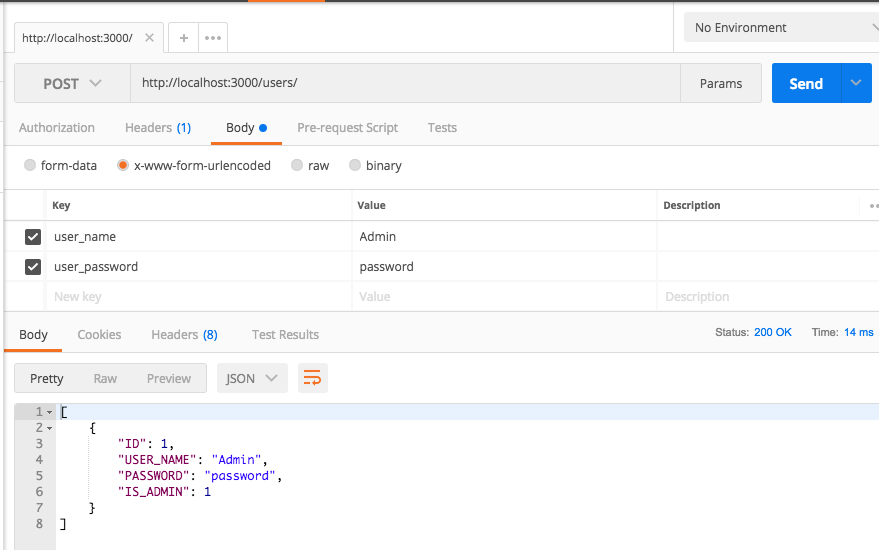 http://localhost:3000/ × + ••• No Environment
POST http://localhost:3000/users/ Params Send
Authorization Headers (1) Body Pre-request Script Tests
form-data x-www-form-urlencoded raw binary
Key Value Description
user_name Admin
user_password password
New key Value Description
Body Cookies Headers (8) Test Results Status: 200 OK Time: 14 ms
Pretty Raw Preview JSON
1 [
2 {
3 "ID": 1,
4 "USER_NAME": "Admin",
5 "PASSWORD": "password",
6 "IS_ADMIN": 1
7 }
8 ]